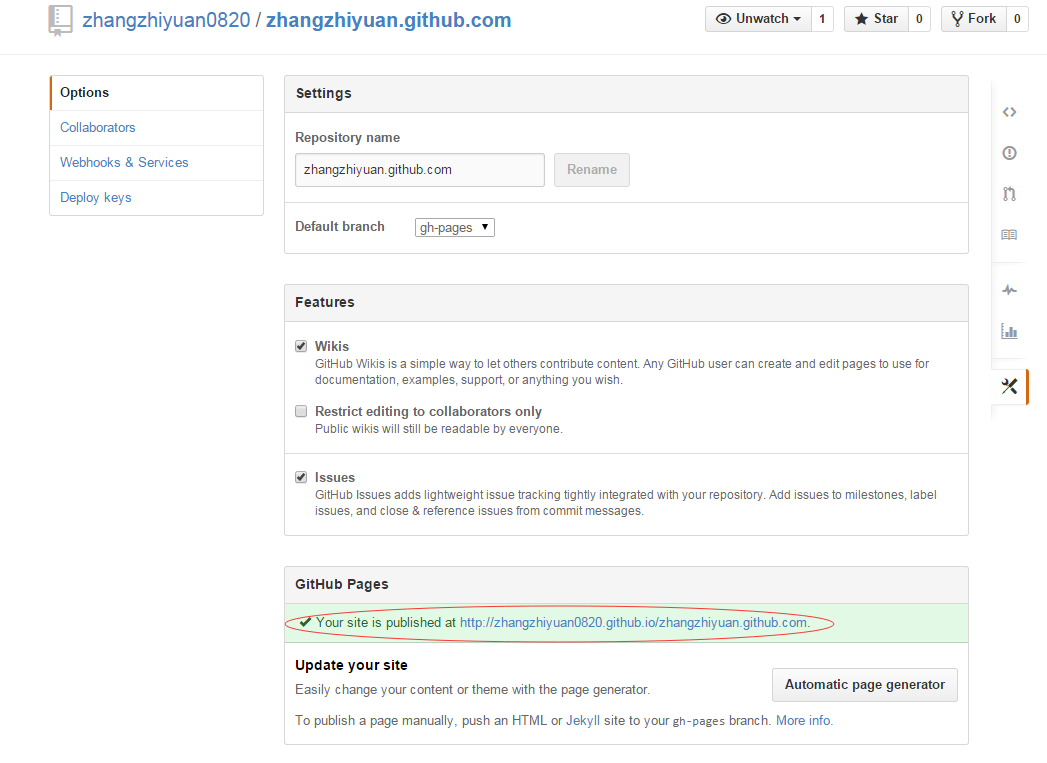 zhangzhiyuan0820 / zhangzhiyuan.github.com
Unwatch 1
Star 0
Fork 0
Options
Collaborators
Webhooks & Services
Deploy keys
Settings
Repository name
zhangzhiyuan.github.com
Rename
Default branch
gh-pages
Features
Wikis
GitHub Wikis is a simple way to let others contribute content. Any GitHub user can create and edit pages to use for
documentation, examples, support, or anything you wish.
Restrict editing to collaborators only
Public wikis will still be readable by everyone.
Issues
GitHub Issues adds lightweight issue tracking tightly integrated with your repository. Add issues to milestones, label
issues, and close & reference issues from commit messages.
GitHub Pages
Your site is published at http://zhangzhiyuan0820.github.io/zhangzhiyuan.github.com.
Update your site
Easily change your content or theme with the page generator.
Automatic page generator
To publish a page manually, push an HTML or Jekyll site to your gh-pages branch. More info.